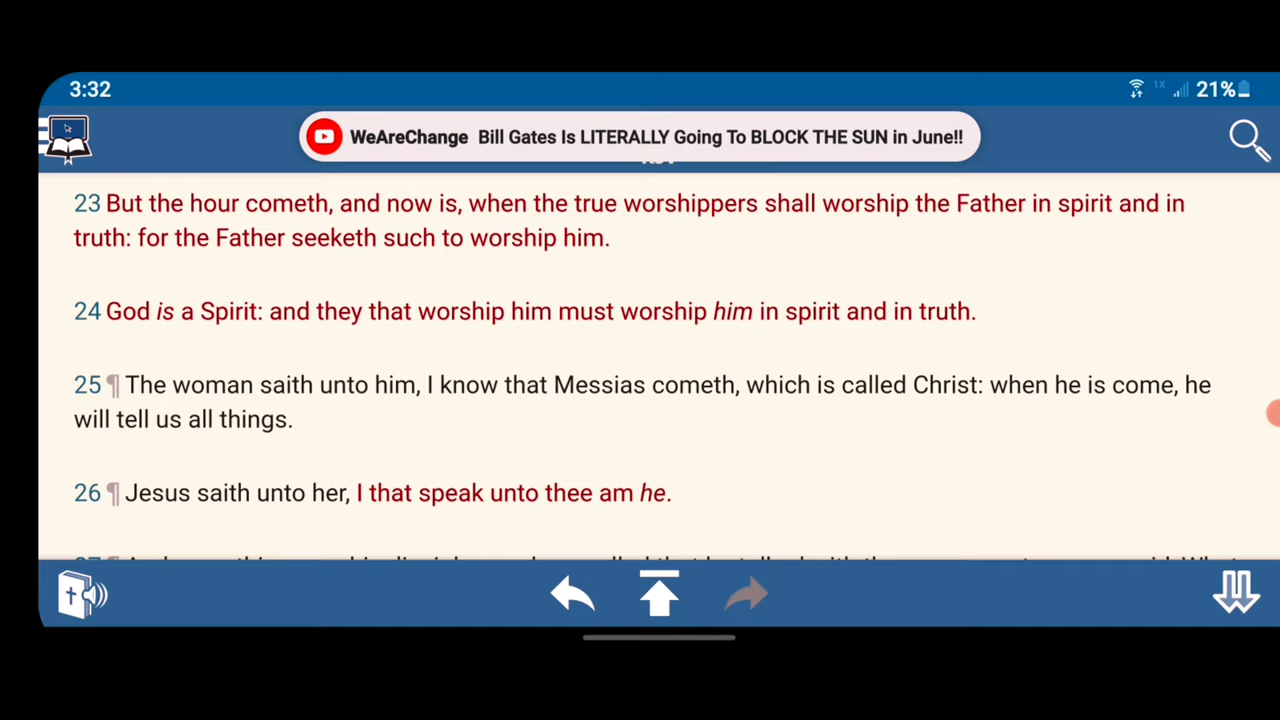 3:32
1X
21%
WeAreChange Bill Gates Is LITERALLY Going To BLOCK THE SUN in June!!
23 But the hour cometh, and now is, when the true worshippers shall worship the Father in spirit and in
truth: for the Father seeketh such to worship him.
24 God is a Spirit: and they that worship him must worship him in spirit and in truth.
25 ¶ The woman saith unto him, I know that Messias cometh, which is called Christ: when he is come, he
will tell us all things.
26 ¶ Jesus saith unto her, I that speak unto thee am he.